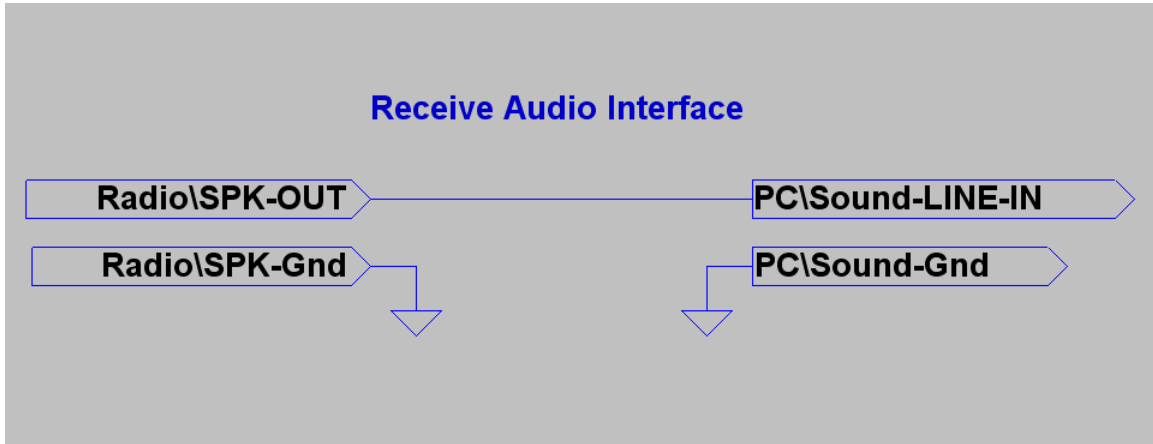 Receive Audio Interface
Radio\SPK-OUT PC\Sound-LINE-IN
Radio\SPK-Gnd PC\Sound-Gnd